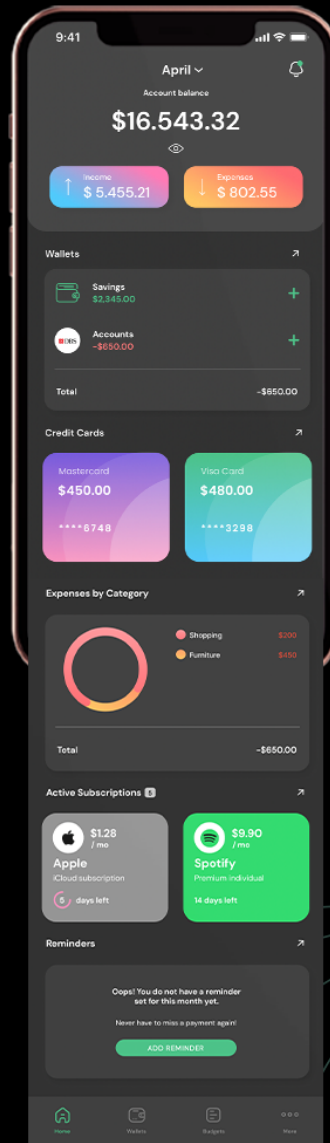 9:41
April
Account balance
$16.543.32
Income
$ 5.455.21
Expenses
$ 802.55
Wallets
Savings
$2,345.00
+
DBS
Accounts
-$650.00
+
Total
-$650.00
Credit Cards
Mastercard
$450.00
****6748
Visa Card
$480.00
****3298
Expenses by Category
Shopping
$200
Furniture
$450
Total
-$650.00
Active Subscriptions 5
$1.28
/ mo
Apple
iCloud subscription
5 days left
$9.90
/ mo
Spotify
Premium individual
14 days left
Reminders
Oops! You do not have a reminder
set for this month yet.
Never have to miss a payment again!
ADD REMINDER
Home
Wallets
Budgets
More